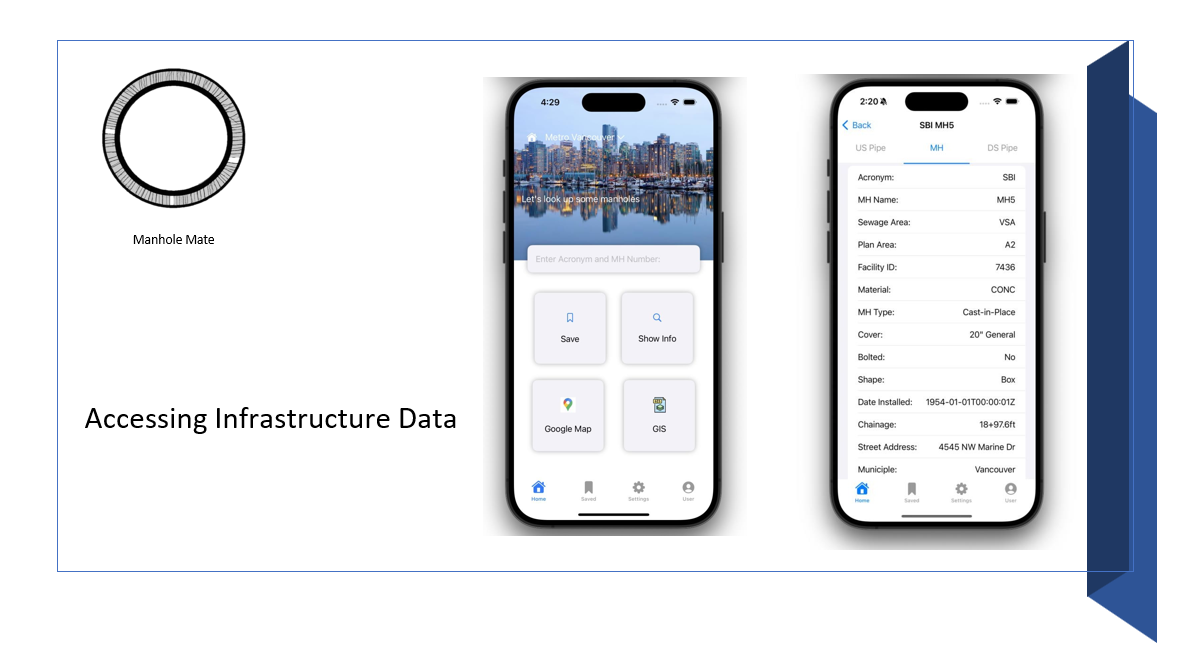 Manhole Mate
Accessing Infrastructure Data
4:29
Metro Vancouver
Let's look up some manholes
Enter Acronym and MH Number:
Save
Show Info
Google Map
GIS
Home
Saved
Settings
User
2:20
Back
SBI MH5
US Pipe
MH
DS Pipe
Acronym: SBI
MH Name: MH5
Sewage Area: VSA
Plan Area: A2
Facility ID: 7436
Material: CONC
MH Type: Cast-in-Place
Cover: 20" General
Bolted: No
Shape: Box
Date Installed: 1954-01-01T00:00:01Z
Chainage: 18+97.6ft
Street Address: 4545 NW Marine Dr
Municiple: Vancouver
Home
Saved
Settings
User